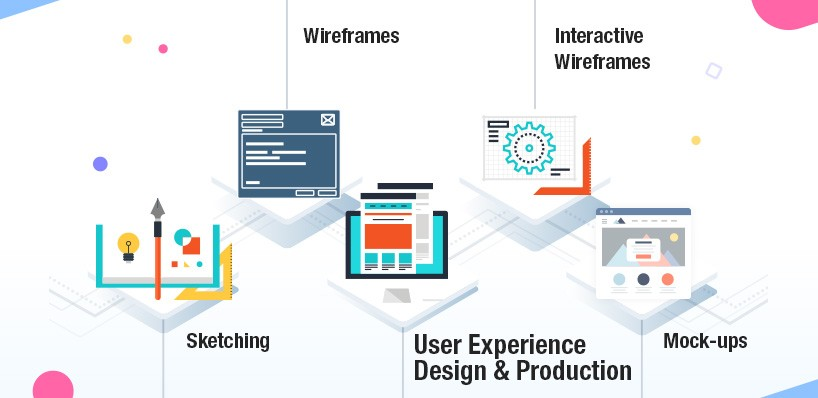 Wireframes
Interactive
Wireframes
Sketching
User Experience
Design & Production
Mock-ups